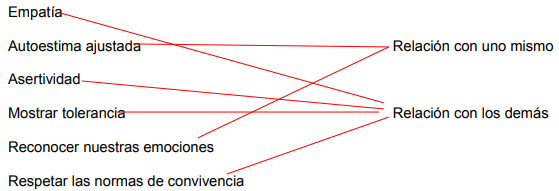 Empatía
Autoestima ajustada
Relación con uno mismo
Asertividad
Mostrar tolerancia
Relación con los demás
Reconocer nuestras emociones
Respetar las normas de convivencia